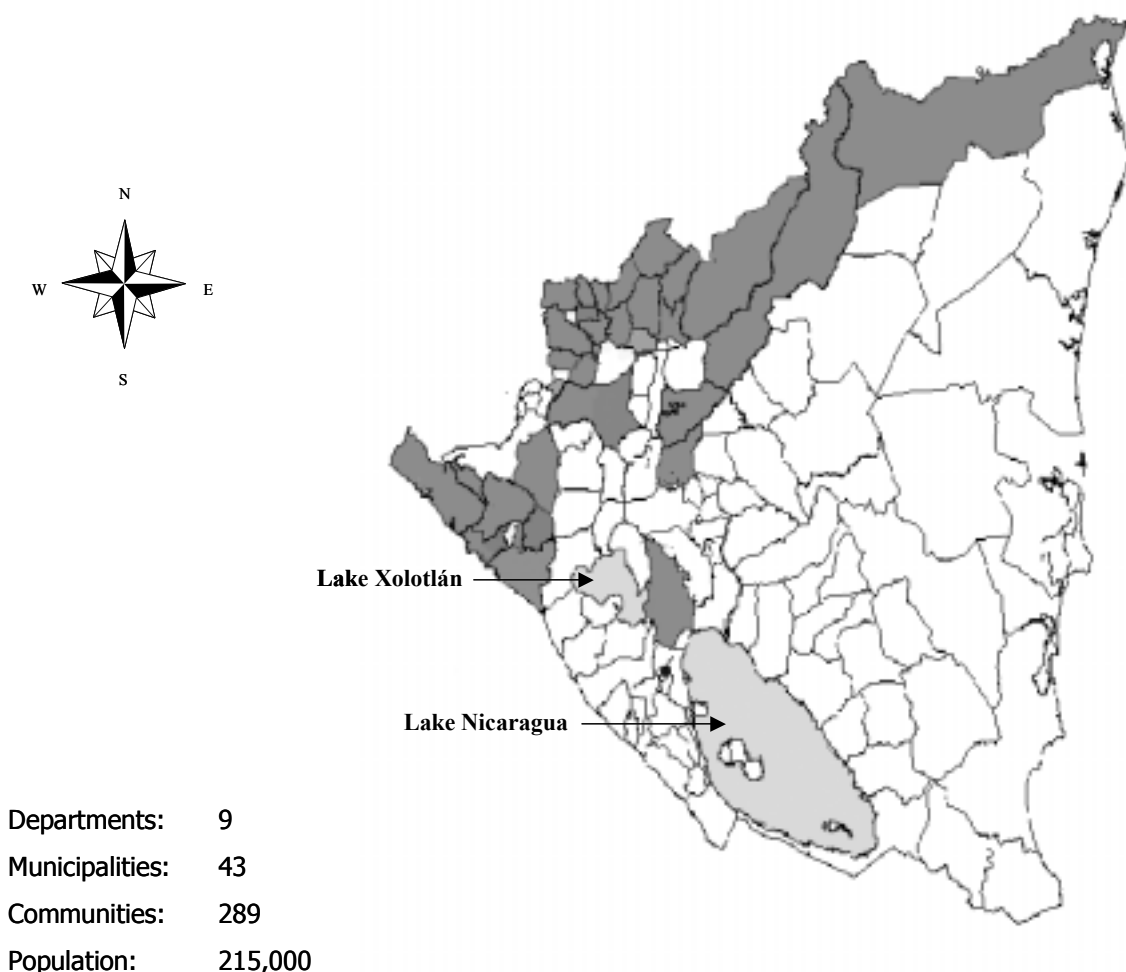 N
W E
S
Lake Xolotlán
Lake Nicaragua
Departments: 9
Municipalities: 43
Communities: 289
Population: 215,000